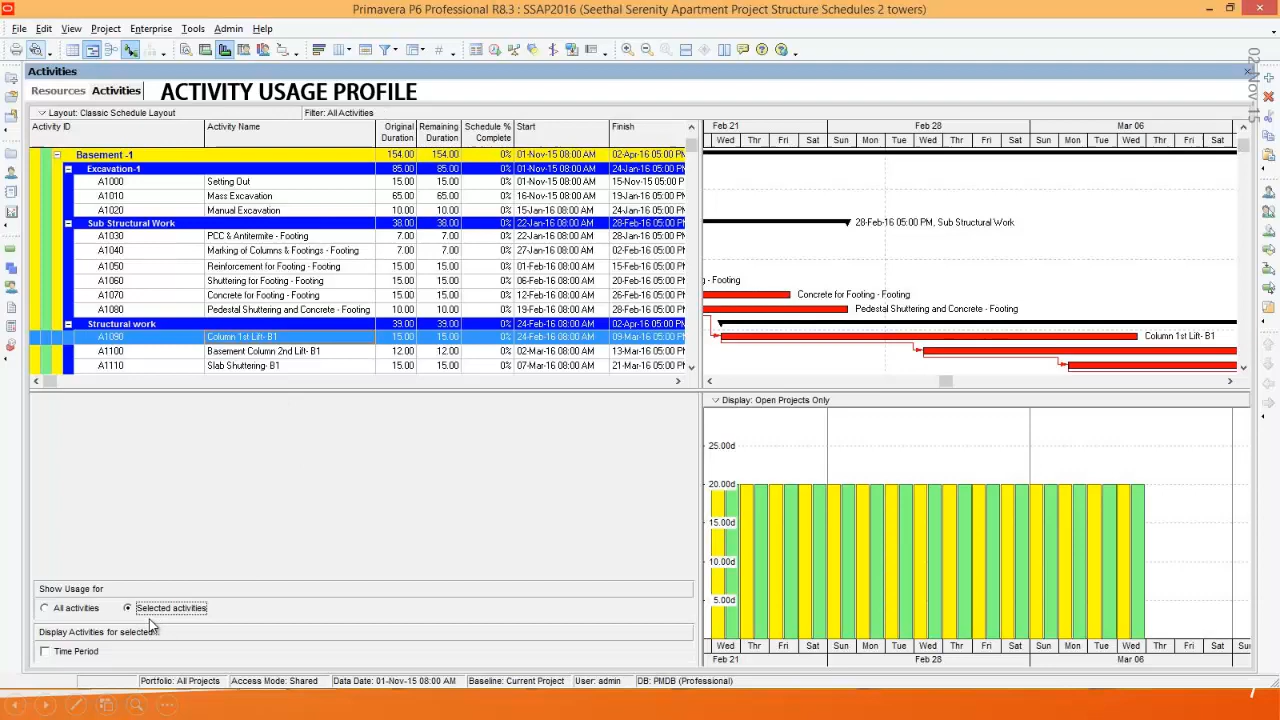 Primavera P6 Professional R8.3 : SSAP2016 (Seethal Serenity Apartment Project Structure Schedules 2 towers)
File Edit View Project Enterprise Tools Admin Help
02-Nov-15
Activities
Resources Activities ACTIVITY USAGE PROFILE
Layout: Classic Schedule Layout Filter: All Activities
Activity ID Activity Name Original Duration Remaining Duration Schedule % Complete Start Finish
Feb 21 Feb 28 Mar 06
Wed Thr Fri Sat Sun Mon Tue Wed Thr Fri Sat Sun Mon Tue Wed Thr Fri Sat
Basement -1 154.00 154.00 0% 01-Nov-15 08:00 AM 02-Apr-16 05:00 PM
Excavation-1 85.00 85.00 0% 01-Nov-15 08:00 AM 24-Jan-16 05:00 PM
A1000 Setting Out 15.00 15.00 0% 01-Nov-15 08:00 AM 15-Nov-15 05:00 P
A1010 Mass Excavation 65.00 65.00 0% 16-Nov-15 08:00 AM 19-Jan-16 05:00 P
A1020 Manual Excavation 10.00 10.00 0% 15-Jan-16 08:00 AM 24-Jan-16 05:00 P
Sub Structural Work 38.00 38.00 0% 22-Jan-16 08:00 AM 28-Feb-16 05:00 P
28-Feb-16 05:00 PM, Sub Structural Work
A1030 PCC & Antitermite - Footing 7.00 7.00 0% 22-Jan-16 08:00 AM 28-Jan-16 05:00 P
A1040 Marking of Columns & Footings - Footing 7.00 7.00 0% 27-Jan-16 08:00 AM 02-Feb-16 05:00 P
A1050 Reinforcement for Footing - Footing 15.00 15.00 0% 01-Feb-16 08:00 AM 15-Feb-16 05:00 P
A1060 Shuttering for Footing - Footing 15.00 15.00 0% 06-Feb-16 08:00 AM 20-Feb-16 05:00 P
g - Footing
A1070 Concrete for Footing - Footing 15.00 15.00 0% 12-Feb-16 08:00 AM 26-Feb-16 05:00 P
Concrete for Footing - Footing
A1080 Pedestal Shuttering and Concrete - Footing 10.00 10.00 0% 19-Feb-16 08:00 AM 28-Feb-16 05:00 P
Pedestal Shuttering and Concrete - Footing
Structural work 39.00 39.00 0% 24-Feb-16 08:00 AM 02-Apr-16 05:00 P
A1090 Column 1st Lift- B1 15.00 15.00 0% 24-Feb-16 08:00 AM 09-Mar-16 05:00 P
Column 1st Lift- B1
A1100 Basement Column 2nd Lift- B1 12.00 12.00 0% 02-Mar-16 08:00 AM 13-Mar-16 05:00 P
A1110 Slab Shuttering- B1 15.00 15.00 0% 07-Mar-16 08:00 AM 21-Mar-16 05:00 P
Display: Open Projects Only
25.00d
20.00d
15.00d
10.00d
5.00d
Show Usage for
All activities Selected activities
Display Activities for selected
Time Period
Wed Thr Fri Sat Sun Mon Tue Wed Thr Fri Sat Sun Mon Tue Wed Thr Fri Sat Su
Feb 21 Feb 28 Mar 06
Portfolio: All Projects Access Mode: Shared Data Date: 01-Nov-15 08:00 AM Baseline: Current Project User: admin DB: PMDB (Professional)